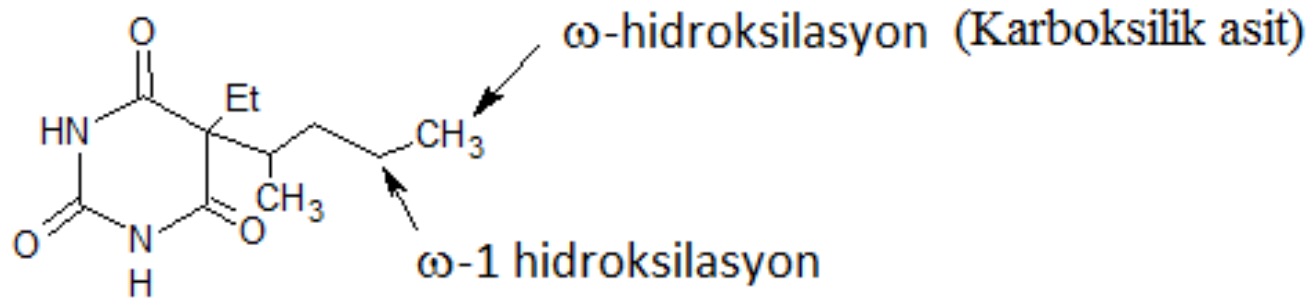 ω-hidroksilasyon (Karboksilik asit)
O
Et
HN
CH3
CH3
O
N
O
H
ω-1 hidroksilasyon